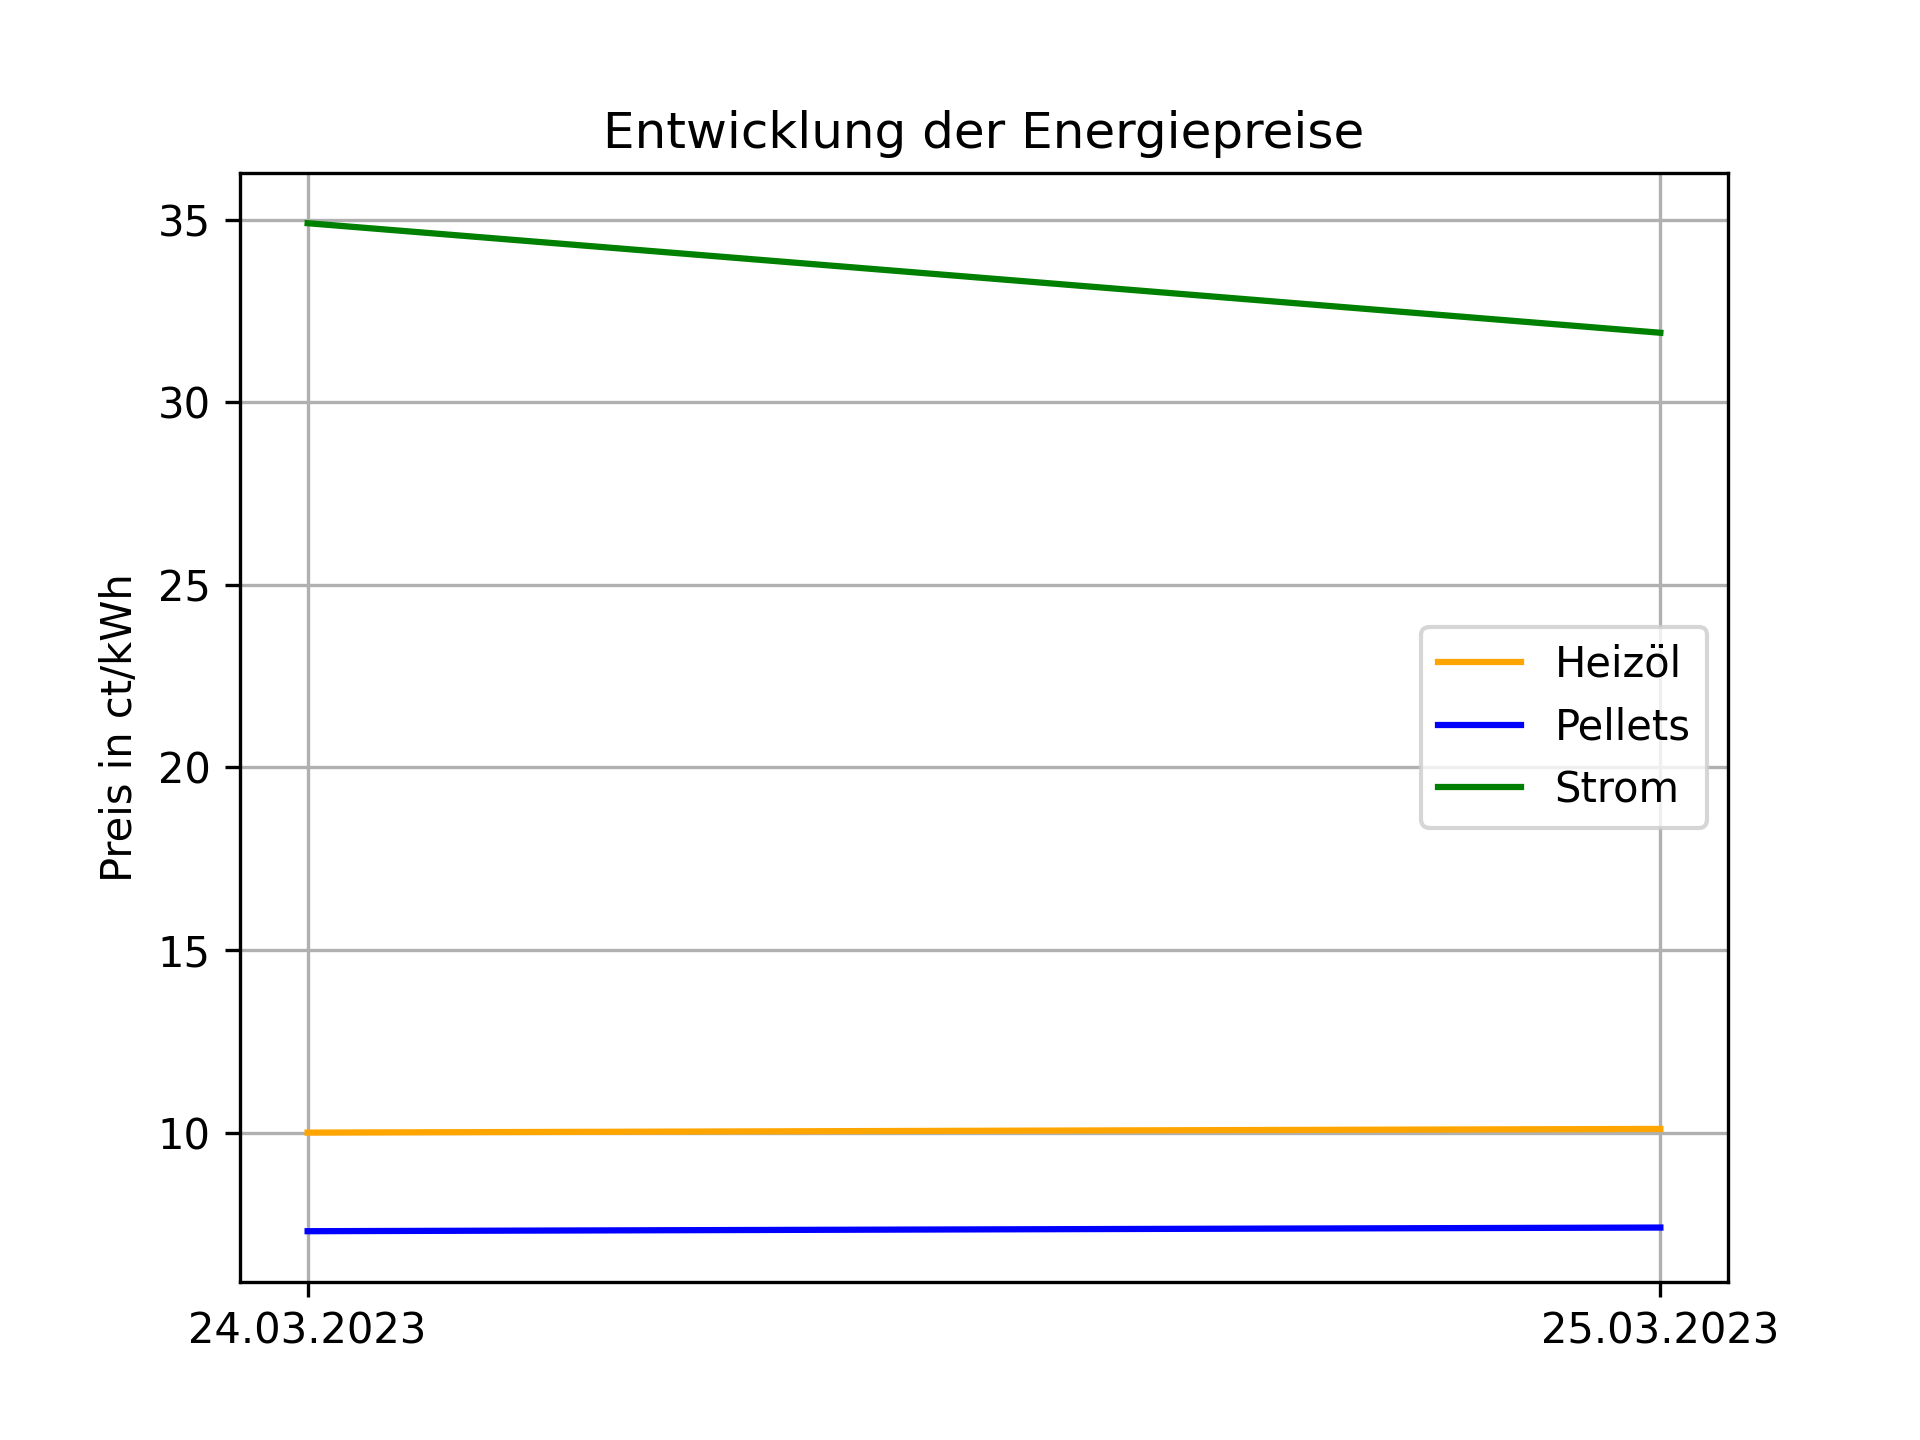 Entwicklung der Energiepreise
Preis in ct/kWh
35
30
25
20
15
10
Heizöl
Pellets
Strom
24.03.2023
25.03.2023